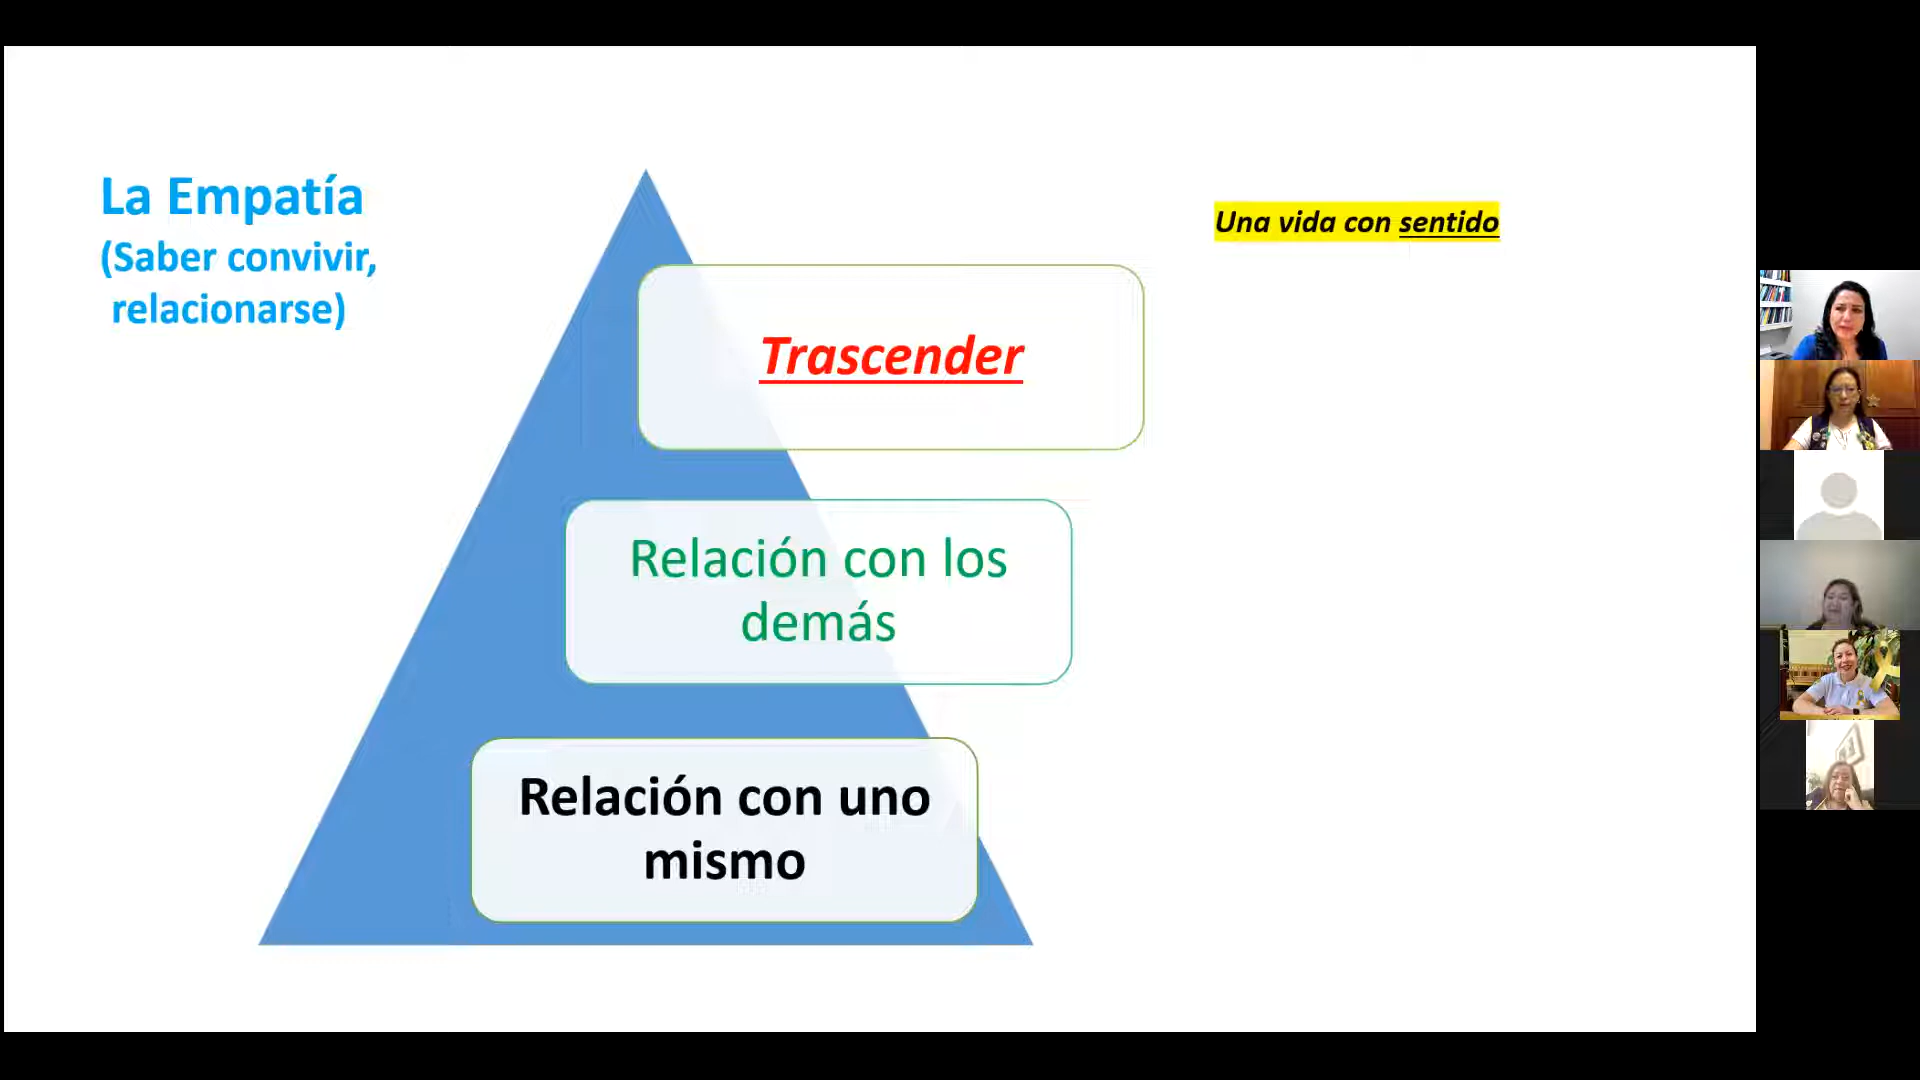 La Empatía
(Saber convivir,
relacionarse)
Una vida con sentido
Trascender
Relación con los
demás
Relación con uno
mismo